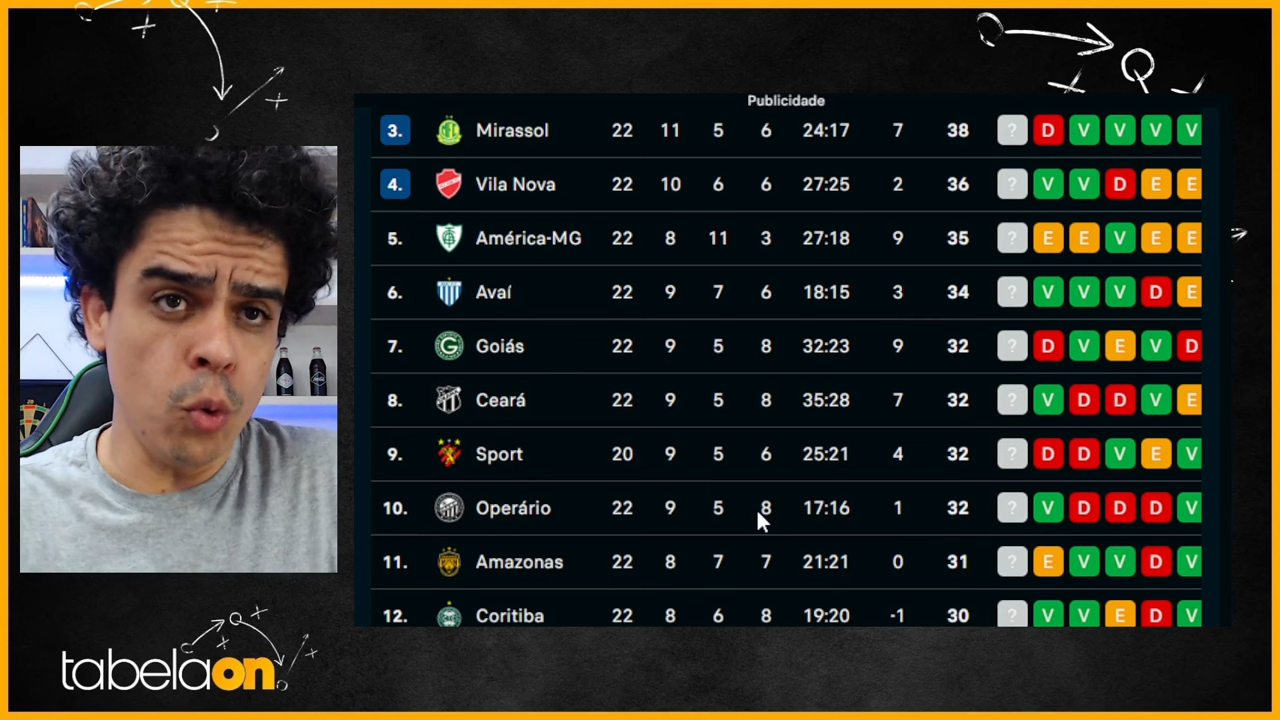 Publicidade
3. Mirassol 22 11 5 6 24:17 7 38 ? D V V V V
4. Vila Nova 22 10 6 6 27:25 2 36 ? V V D E E
5. América-MG 22 8 11 3 27:18 9 35 ? E E V E E
6. Avaí 22 9 7 6 18:15 3 34 ? V V V D E
7. Goiás 22 9 5 8 32:23 9 32 ? D V E V D
8. Ceará 22 9 5 8 35:28 7 32 ? V D D V E
9. Sport 20 9 5 6 25:21 4 32 ? D D V E V
10. Operário 22 9 5 8 17:16 1 32 ? V D D D V
11. Amazonas 22 8 7 7 21:21 0 31 ? E V V D V
12. Coritiba 22 8 6 8 19:20 -1 30 ? V V E D V
tabelaon